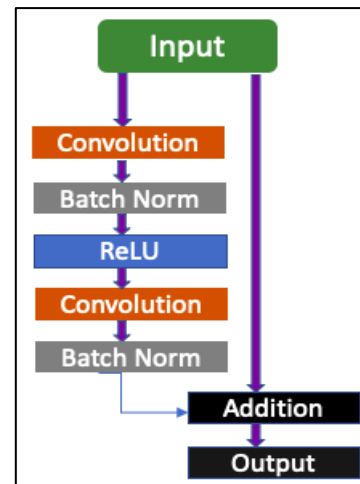 Input
Convolution
Batch Norm
ReLU
Convolution
Batch Norm
Addition
Output